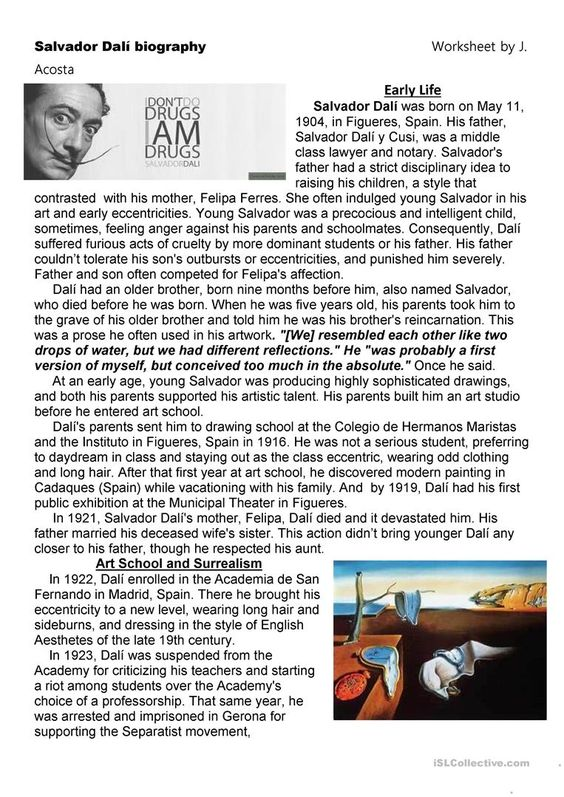 Salvador Dalí biography Worksheet by J.
Acosta
I DON'T DO
DRUGS
I AM
DRUGS
SALVADOR DALI
Early Life
Salvador Dalí was born on May 11,
1904, in Figueres, Spain. His father,
Salvador Dalí y Cusi, was a middle
class lawyer and notary. Salvador's
father had a strict disciplinary idea to
raising his children, a style that
contrasted with his mother, Felipa Ferres. She often indulged young Salvador in his
art and early eccentricities. Young Salvador was a precocious and intelligent child,
sometimes, feeling anger against his parents and schoolmates. Consequently, Dalí
suffered furious acts of cruelty by more dominant students or his father. His father
couldn't tolerate his son's outbursts or eccentricities, and punished him severely.
Father and son often competed for Felipa's affection.
Dalí had an older brother, born nine months before him, also named Salvador,
who died before he was born. When he was five years old, his parents took him to
the grave of his older brother and told him he was his brother's reincarnation. This
was a prose he often used in his artwork. "[We] resembled each other like two
drops of water, but we had different reflections." He "was probably a first
version of myself, but conceived too much in the absolute." Once he said.
At an early age, young Salvador was producing highly sophisticated drawings,
and both his parents supported his artistic talent. His parents built him an art studio
before he entered art school.
Dalí's parents sent him to drawing school at the Colegio de Hermanos Maristas
and the Instituto in Figueres, Spain in 1916. He was not a serious student, preferring
to daydream in class and staying out as the class eccentric, wearing odd clothing
and long hair. After that first year at art school, he discovered modern painting in
Cadaques (Spain) while vacationing with his family. And by 1919, Dalí had his first
public exhibition at the Municipal Theater in Figueres.
In 1921, Salvador Dalí's mother, Felipa, Dalí died and it devastated him. His
father married his deceased wife's sister. This action didn't bring younger Dalí any
closer to his father, though he respected his aunt.
Art School and Surrealism
In 1922, Dalí enrolled in the Academia de San
Fernando in Madrid, Spain. There he brought his
eccentricity to a new level, wearing long hair and
sideburns, and dressing in the style of English
Aesthetes of the late 19th century.
In 1923, Dalí was suspended from the
Academy for criticizing his teachers and starting
a riot among students over the Academy's
choice of a professorship. That same year, he
was arrested and imprisoned in Gerona for
supporting the Separatist movement,
iSLCollective.com